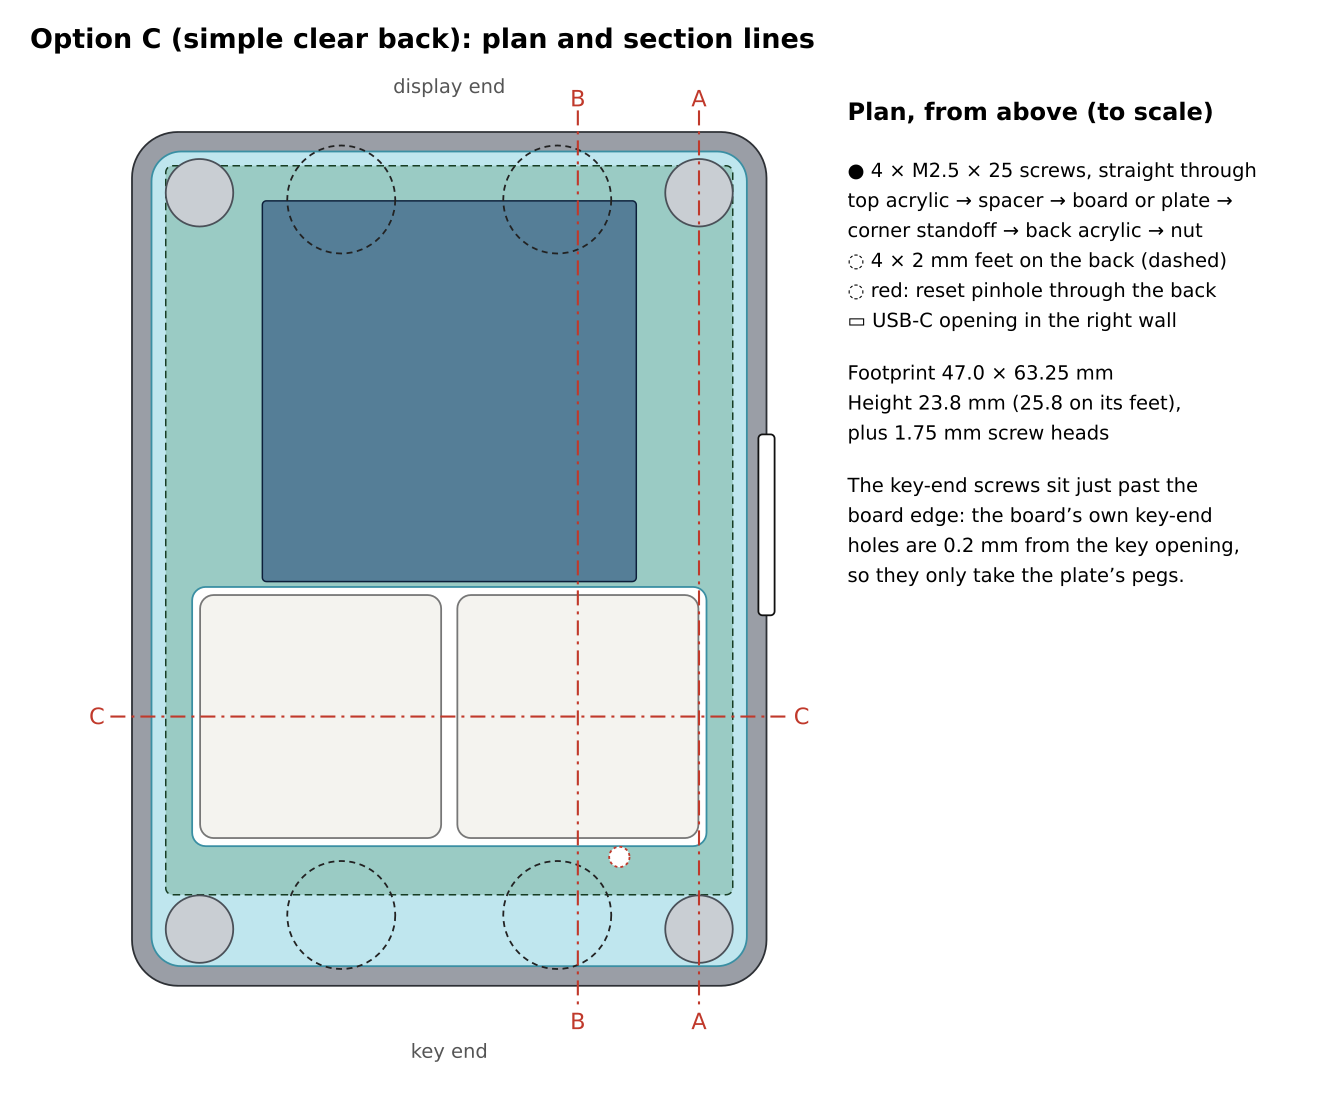 Option C (simple clear back): plan and section lines
display end
B
A
Plan, from above (to scale)
● 4 × M2.5 × 25 screws, straight through
top acrylic → spacer → board or plate →
corner standoff → back acrylic → nut
◌ 4 × 2 mm feet on the back (dashed)
◌ red: reset pinhole through the back
▭ USB-C opening in the right wall
Footprint 47.0 × 63.25 mm
Height 23.8 mm (25.8 on its feet),
plus 1.75 mm screw heads
The key-end screws sit just past the
board edge: the board’s own key-end
holes are 0.2 mm from the key opening,
so they only take the plate’s pegs.
C
C
B
A
key end